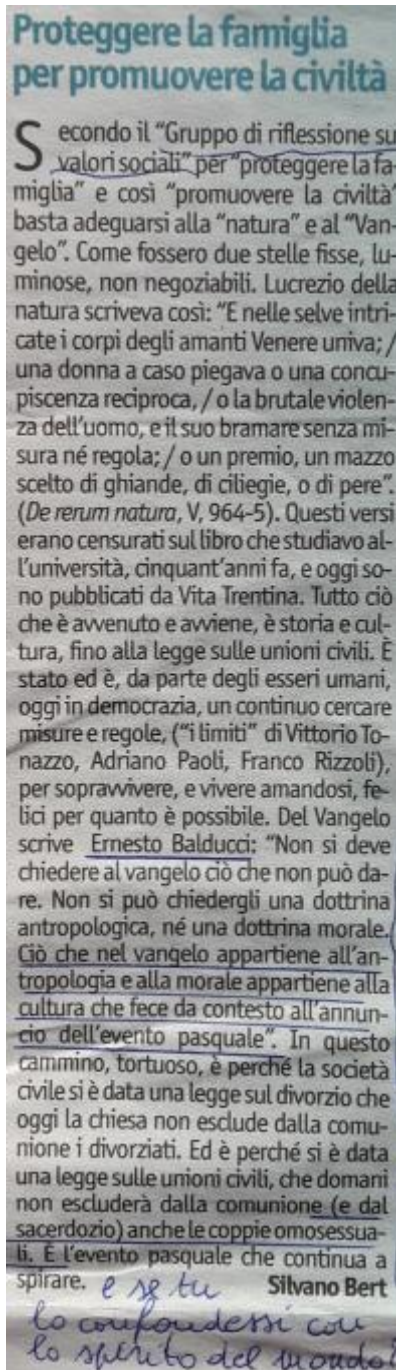 Proteggere la famiglia
per promuovere la civiltà
Secondo il “Gruppo di riflessione su
valori sociali” per “proteggere la fa-
miglia” e così “promuovere la civiltà”
basta adeguarsi alla “natura” e al “Van-
gelo”. Come fossero due stelle fisse, lu-
minose, non negoziabili. Lucrezio della
natura scriveva così: “E nelle selve intri-
cate i corpi degli amanti Venere univa; /
una donna a caso piegava o una concu-
piscenza reciproca, / o la brutale violen-
za dell’uomo, e il suo bramare senza mi-
sura né regola; / o un premio, un mazzo
scelto di ghiande, di ciliegie, o di pere”.
(De rerum natura, V, 964-5). Questi versi
erano censurati sul libro che studiavo al-
l’università, cinquant’anni fa, e oggi so-
no pubblicati da Vita Trentina. Tutto ciò
che è avvenuto e avviene, è storia e cul-
tura, fino alla legge sulle unioni civili. È
stato ed è, da parte degli esseri umani,
oggi in democrazia, un continuo cercare
misure e regole, (“i limiti” di Vittorio To-
nazzo, Adriano Paoli, Franco Rizzoli),
per sopravvivere, e vivere amandosi, fe-
lici per quanto è possibile. Del Vangelo
scrive Ernesto Balducci: “Non si deve
chiedere al vangelo ciò che non può da-
re. Non si può chiedergli una dottrina
antropologica, né una dottrina morale.
Ciò che nel vangelo appartiene all’an-
tropologia e alla morale appartiene alla
cultura che fece da contesto all’annun-
cio dell’evento pasquale”. In questo
cammino, tortuoso, è perché la società
civile si è data una legge sul divorzio che
oggi la chiesa non esclude dalla comu-
nione i divorziati. Ed è perché si è data
una legge sulle unioni civili, che domani
non escluderà dalla comunione (e dal
sacerdozio) anche le coppie omosessua-
li. È l’evento pasquale che continua a
spirare. e se tu Silvano Bert
lo confondessi con
lo spirito del mondo?